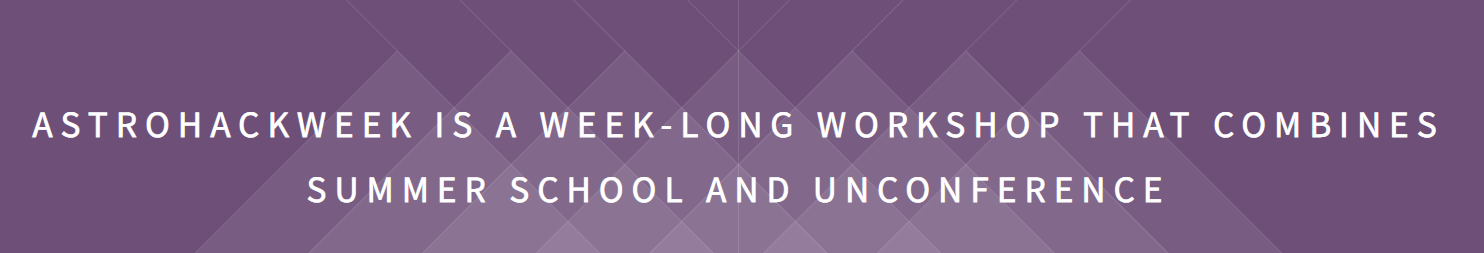 ASTROHACKWEEK IS A WEEK-LONG WORKSHOP THAT COMBINES
SUMMER SCHOOL AND UNCONFERENCE